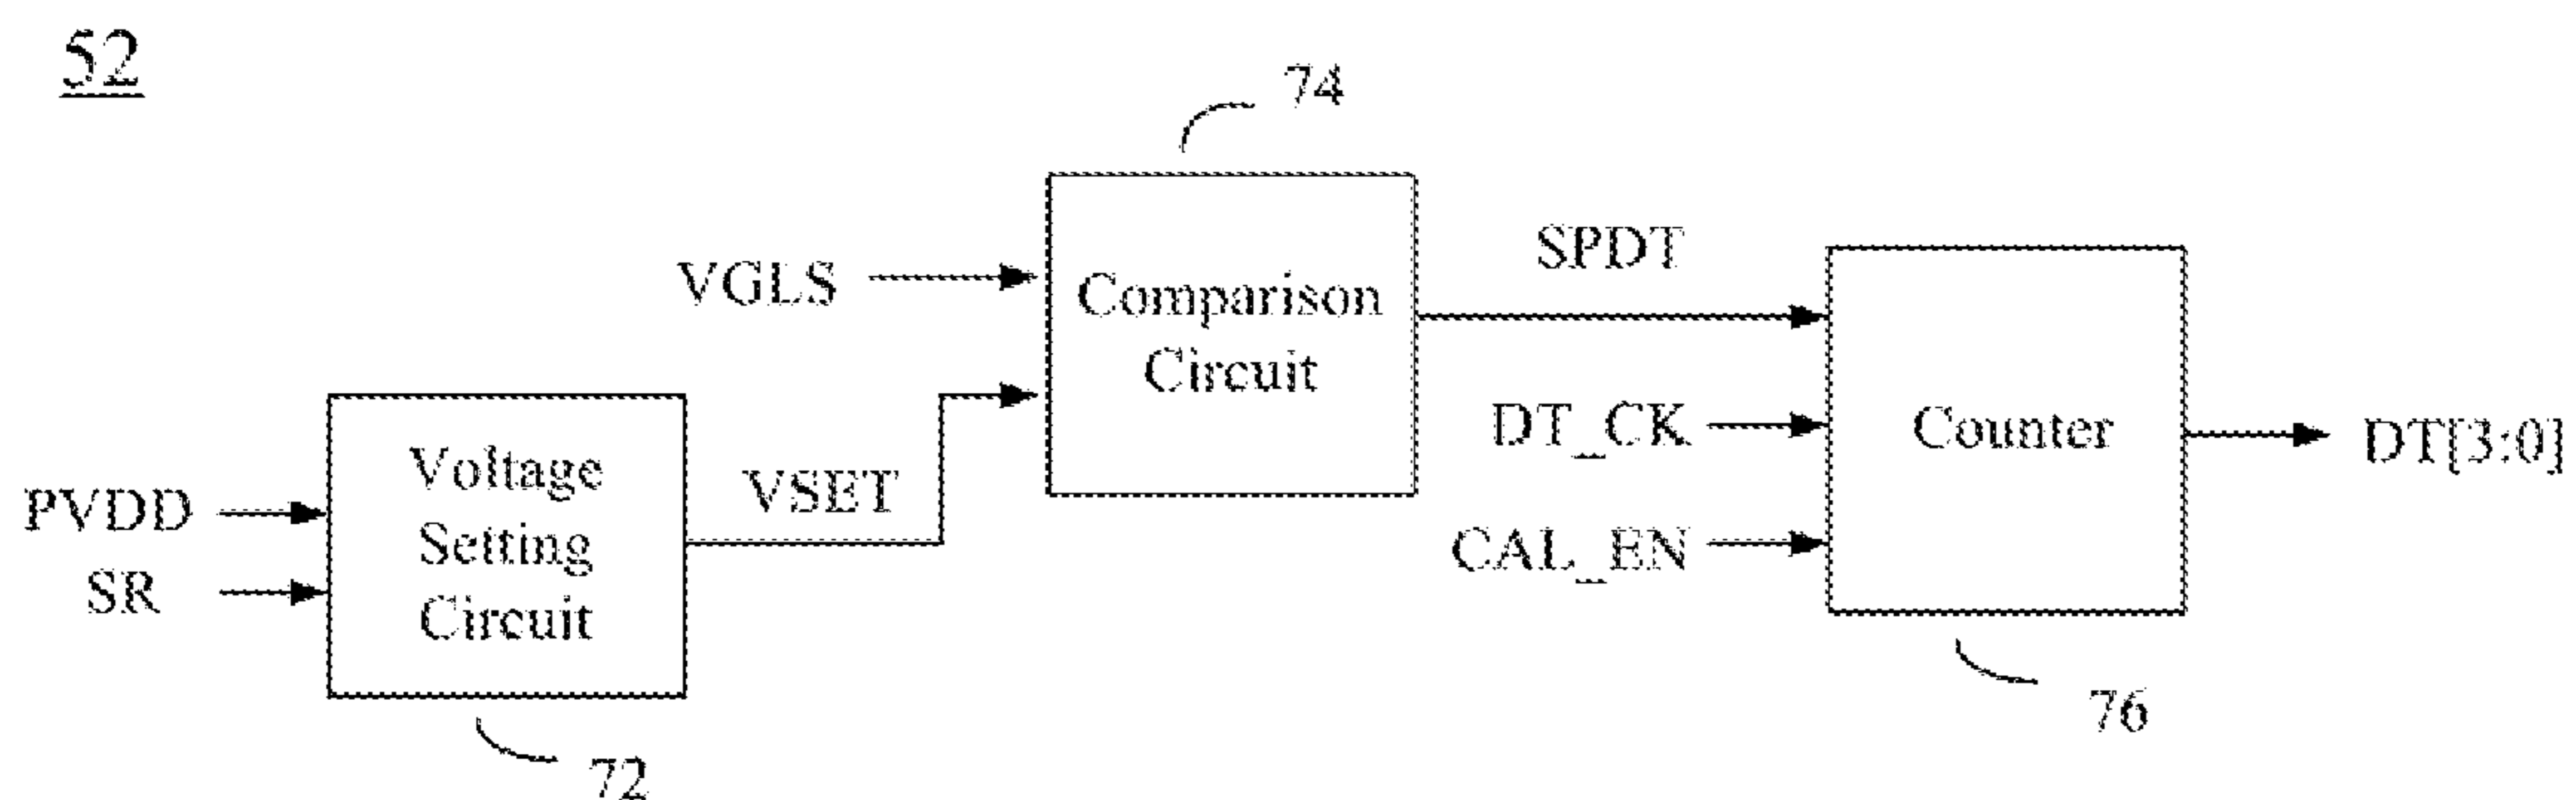 52
74
VGLS
Comparison
Circuit
SPDT
DT_CK
CAL_EN
Counter
DT[3:0]
PVDD
SR
Voltage
Setting
Circuit
VSET
72
76